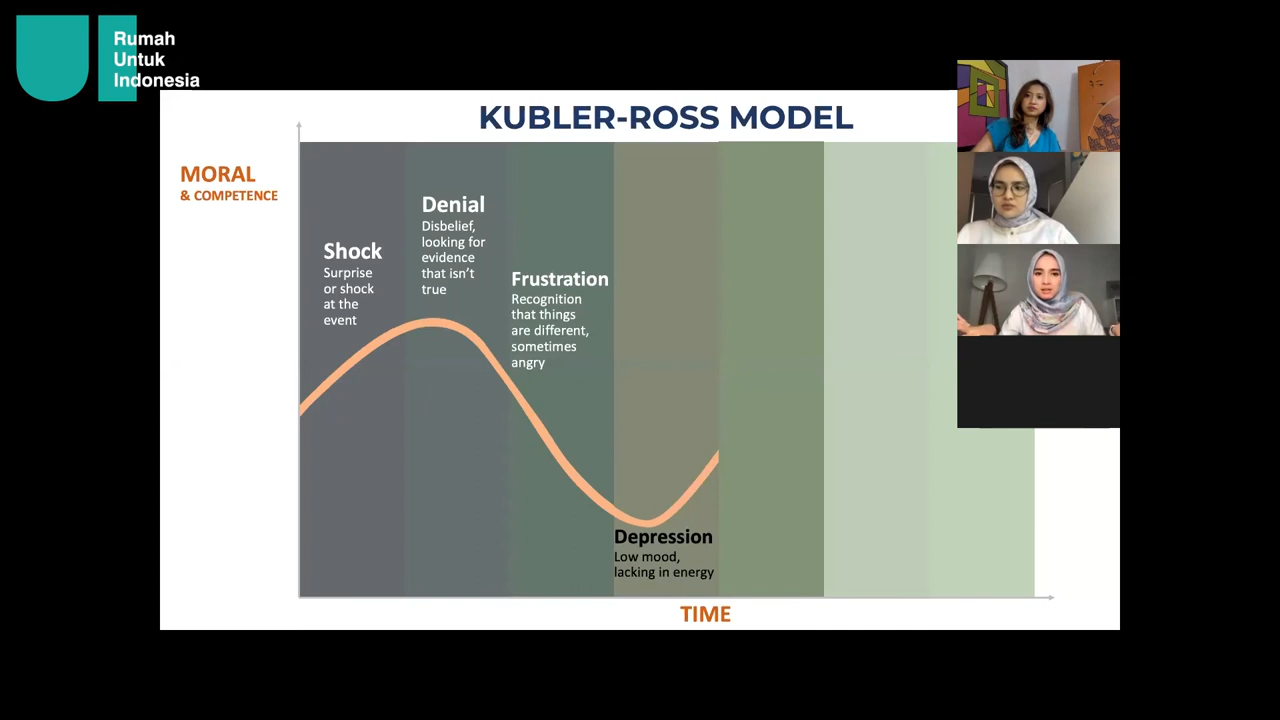 Rumah
Untuk
Indonesia
KUBLER-ROSS MODEL
MORAL
& COMPETENCE
Shock
Surprise
or shock
at the
event
Denial
Disbelief,
looking for
evidence
that isn't
true
Frustration
Recognition
that things
are different,
sometimes
angry
Depression
Low mood,
lacking in energy
TIME